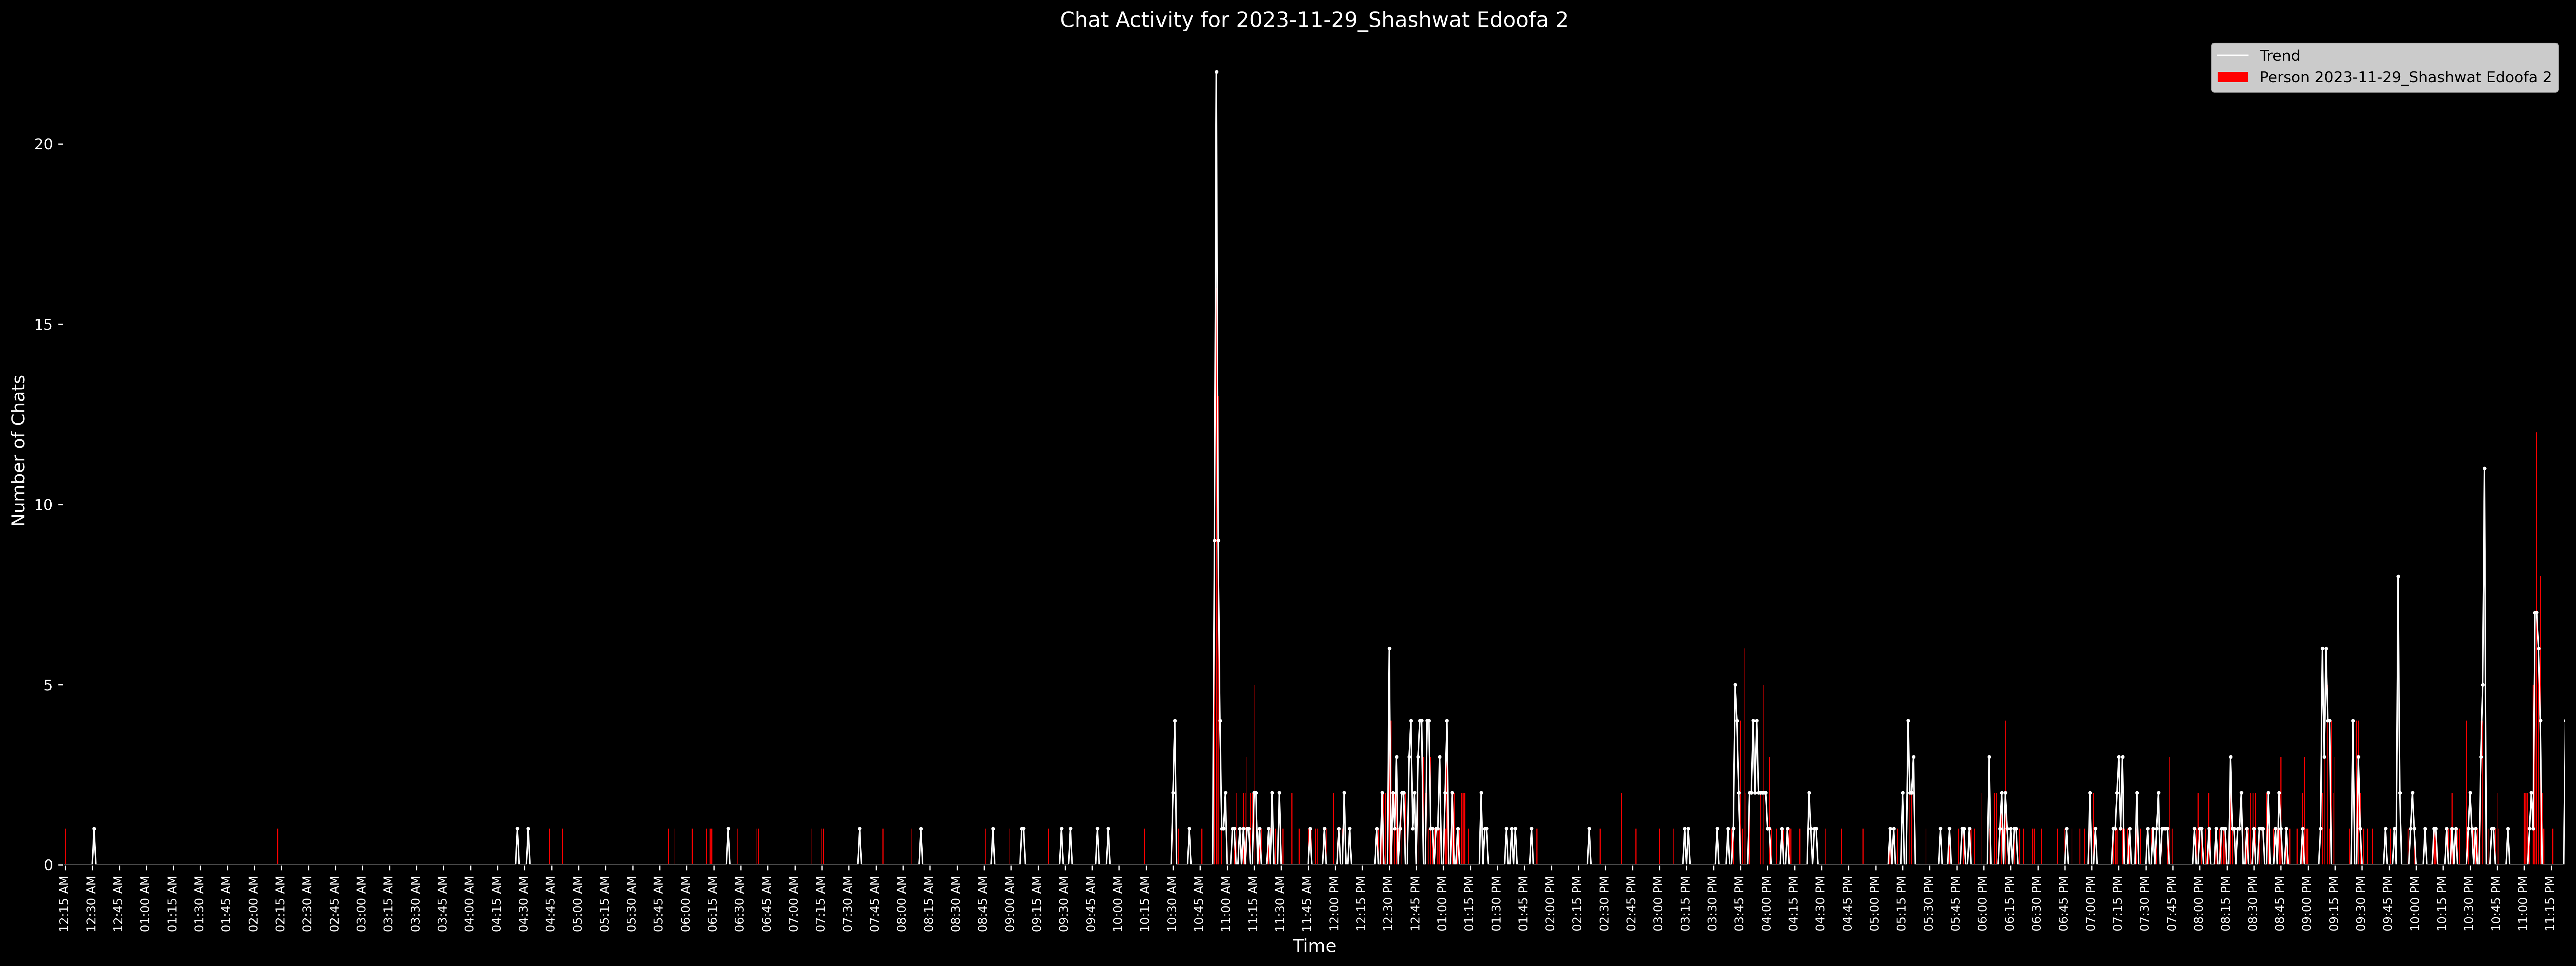 Chat Activity for 2023-11-29_Shashwat Edoofa 2
Trend
Person 2023-11-29_Shashwat Edoofa 2
Number of Chats
20
15
10
5
0
12:15 AM
12:30 AM
12:45 AM
01:00 AM
01:15 AM
01:30 AM
01:45 AM
02:00 AM
02:15 AM
02:30 AM
02:45 AM
03:00 AM
03:15 AM
03:30 AM
03:45 AM
04:00 AM
04:15 AM
04:30 AM
04:45 AM
05:00 AM
05:15 AM
05:30 AM
05:45 AM
06:00 AM
06:15 AM
06:30 AM
06:45 AM
07:00 AM
07:15 AM
07:30 AM
07:45 AM
08:00 AM
08:15 AM
08:30 AM
08:45 AM
09:00 AM
09:15 AM
09:30 AM
09:45 AM
10:00 AM
10:15 AM
10:30 AM
10:45 AM
11:00 AM
11:15 AM
11:30 AM
11:45 AM
12:00 PM
12:15 PM
12:30 PM
12:45 PM
01:00 PM
01:15 PM
01:30 PM
01:45 PM
02:00 PM
02:15 PM
02:30 PM
02:45 PM
03:00 PM
03:15 PM
03:30 PM
03:45 PM
04:00 PM
04:15 PM
04:30 PM
04:45 PM
05:00 PM
05:15 PM
05:30 PM
05:45 PM
06:00 PM
06:15 PM
06:30 PM
06:45 PM
07:00 PM
07:15 PM
07:30 PM
07:45 PM
08:00 PM
08:15 PM
08:30 PM
08:45 PM
09:00 PM
09:15 PM
09:30 PM
09:45 PM
10:00 PM
10:15 PM
10:30 PM
10:45 PM
11:00 PM
11:15 PM
Time